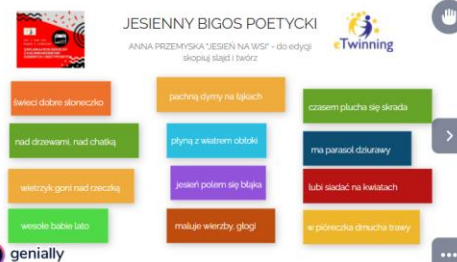 JESIENNY BIGOS POETYCKI
ANNA PRZEMYSKA "JESIEŃ NA WSI" - do edycji
skopiuj slajd i twórz
eTwinning
świeci dobre słoneczko
nad drzewami, nad chatką
wietrzyk goni nad rzeczką
wesołe babie lato
pachną dymy na łąkach
płyną z wiatrem obłoki
jesień polem się błąka
maluje wierzby, głogi
czasem plucha się skrada
ma parasol dziurawy
lubi siadać na kwiatach
w pióreczka dmucha trawy
genially